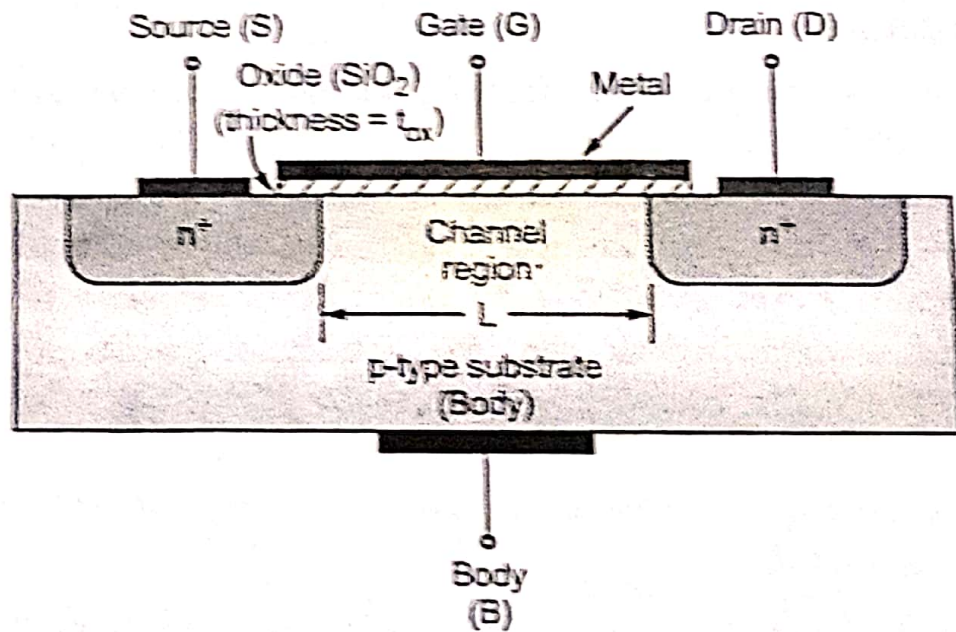 Source (S)
Gate (G)
Drain (D)
Oxide (SiO₂)
(thickness = tₒₓ)
Metal
n⁺
Channel
region
n⁺
L
p-type substrate
(Body)
Body
(B)